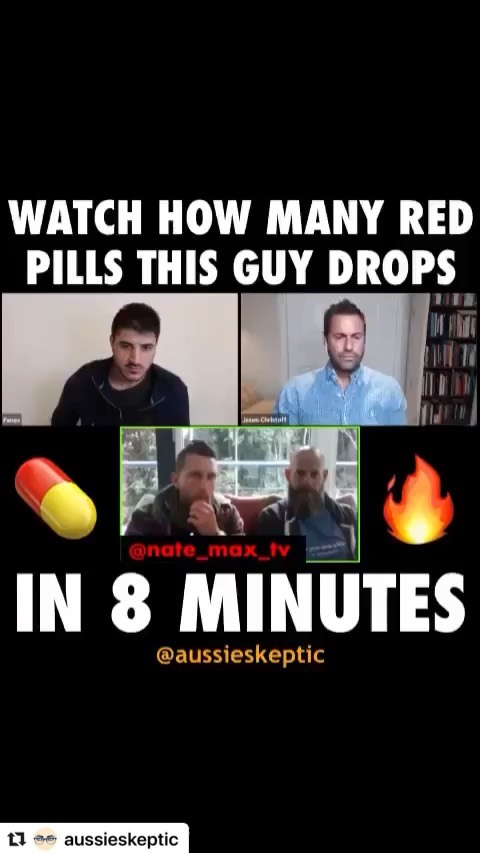 WATCH HOW MANY RED
PILLS THIS GUY DROPS
Jason Christoff
@nate_max_tv
IN 8 MINUTES
@aussieskeptic
aussieskeptic